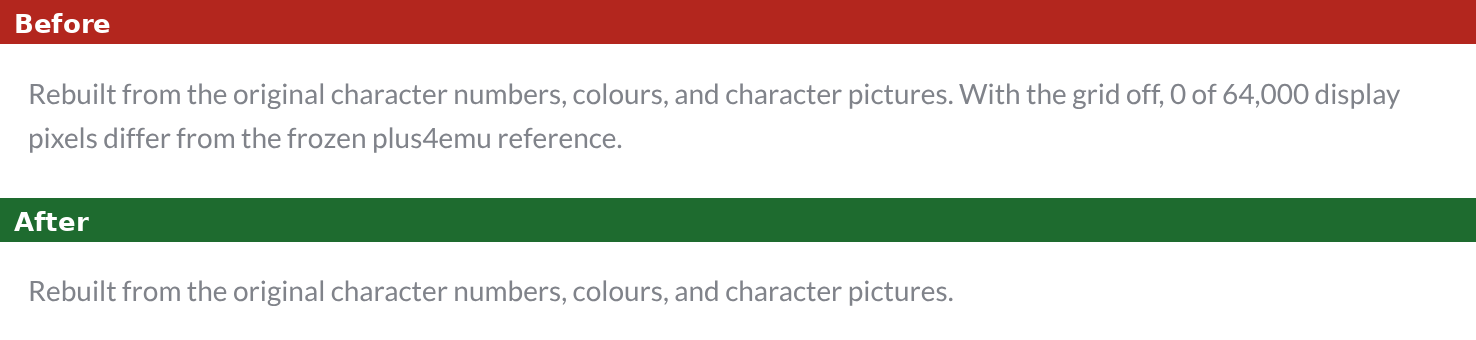 Before
Rebuilt from the original character numbers, colours, and character pictures. With the grid off, 0 of 64,000 display
pixels differ from the frozen plus4emu reference.
After
Rebuilt from the original character numbers, colours, and character pictures.